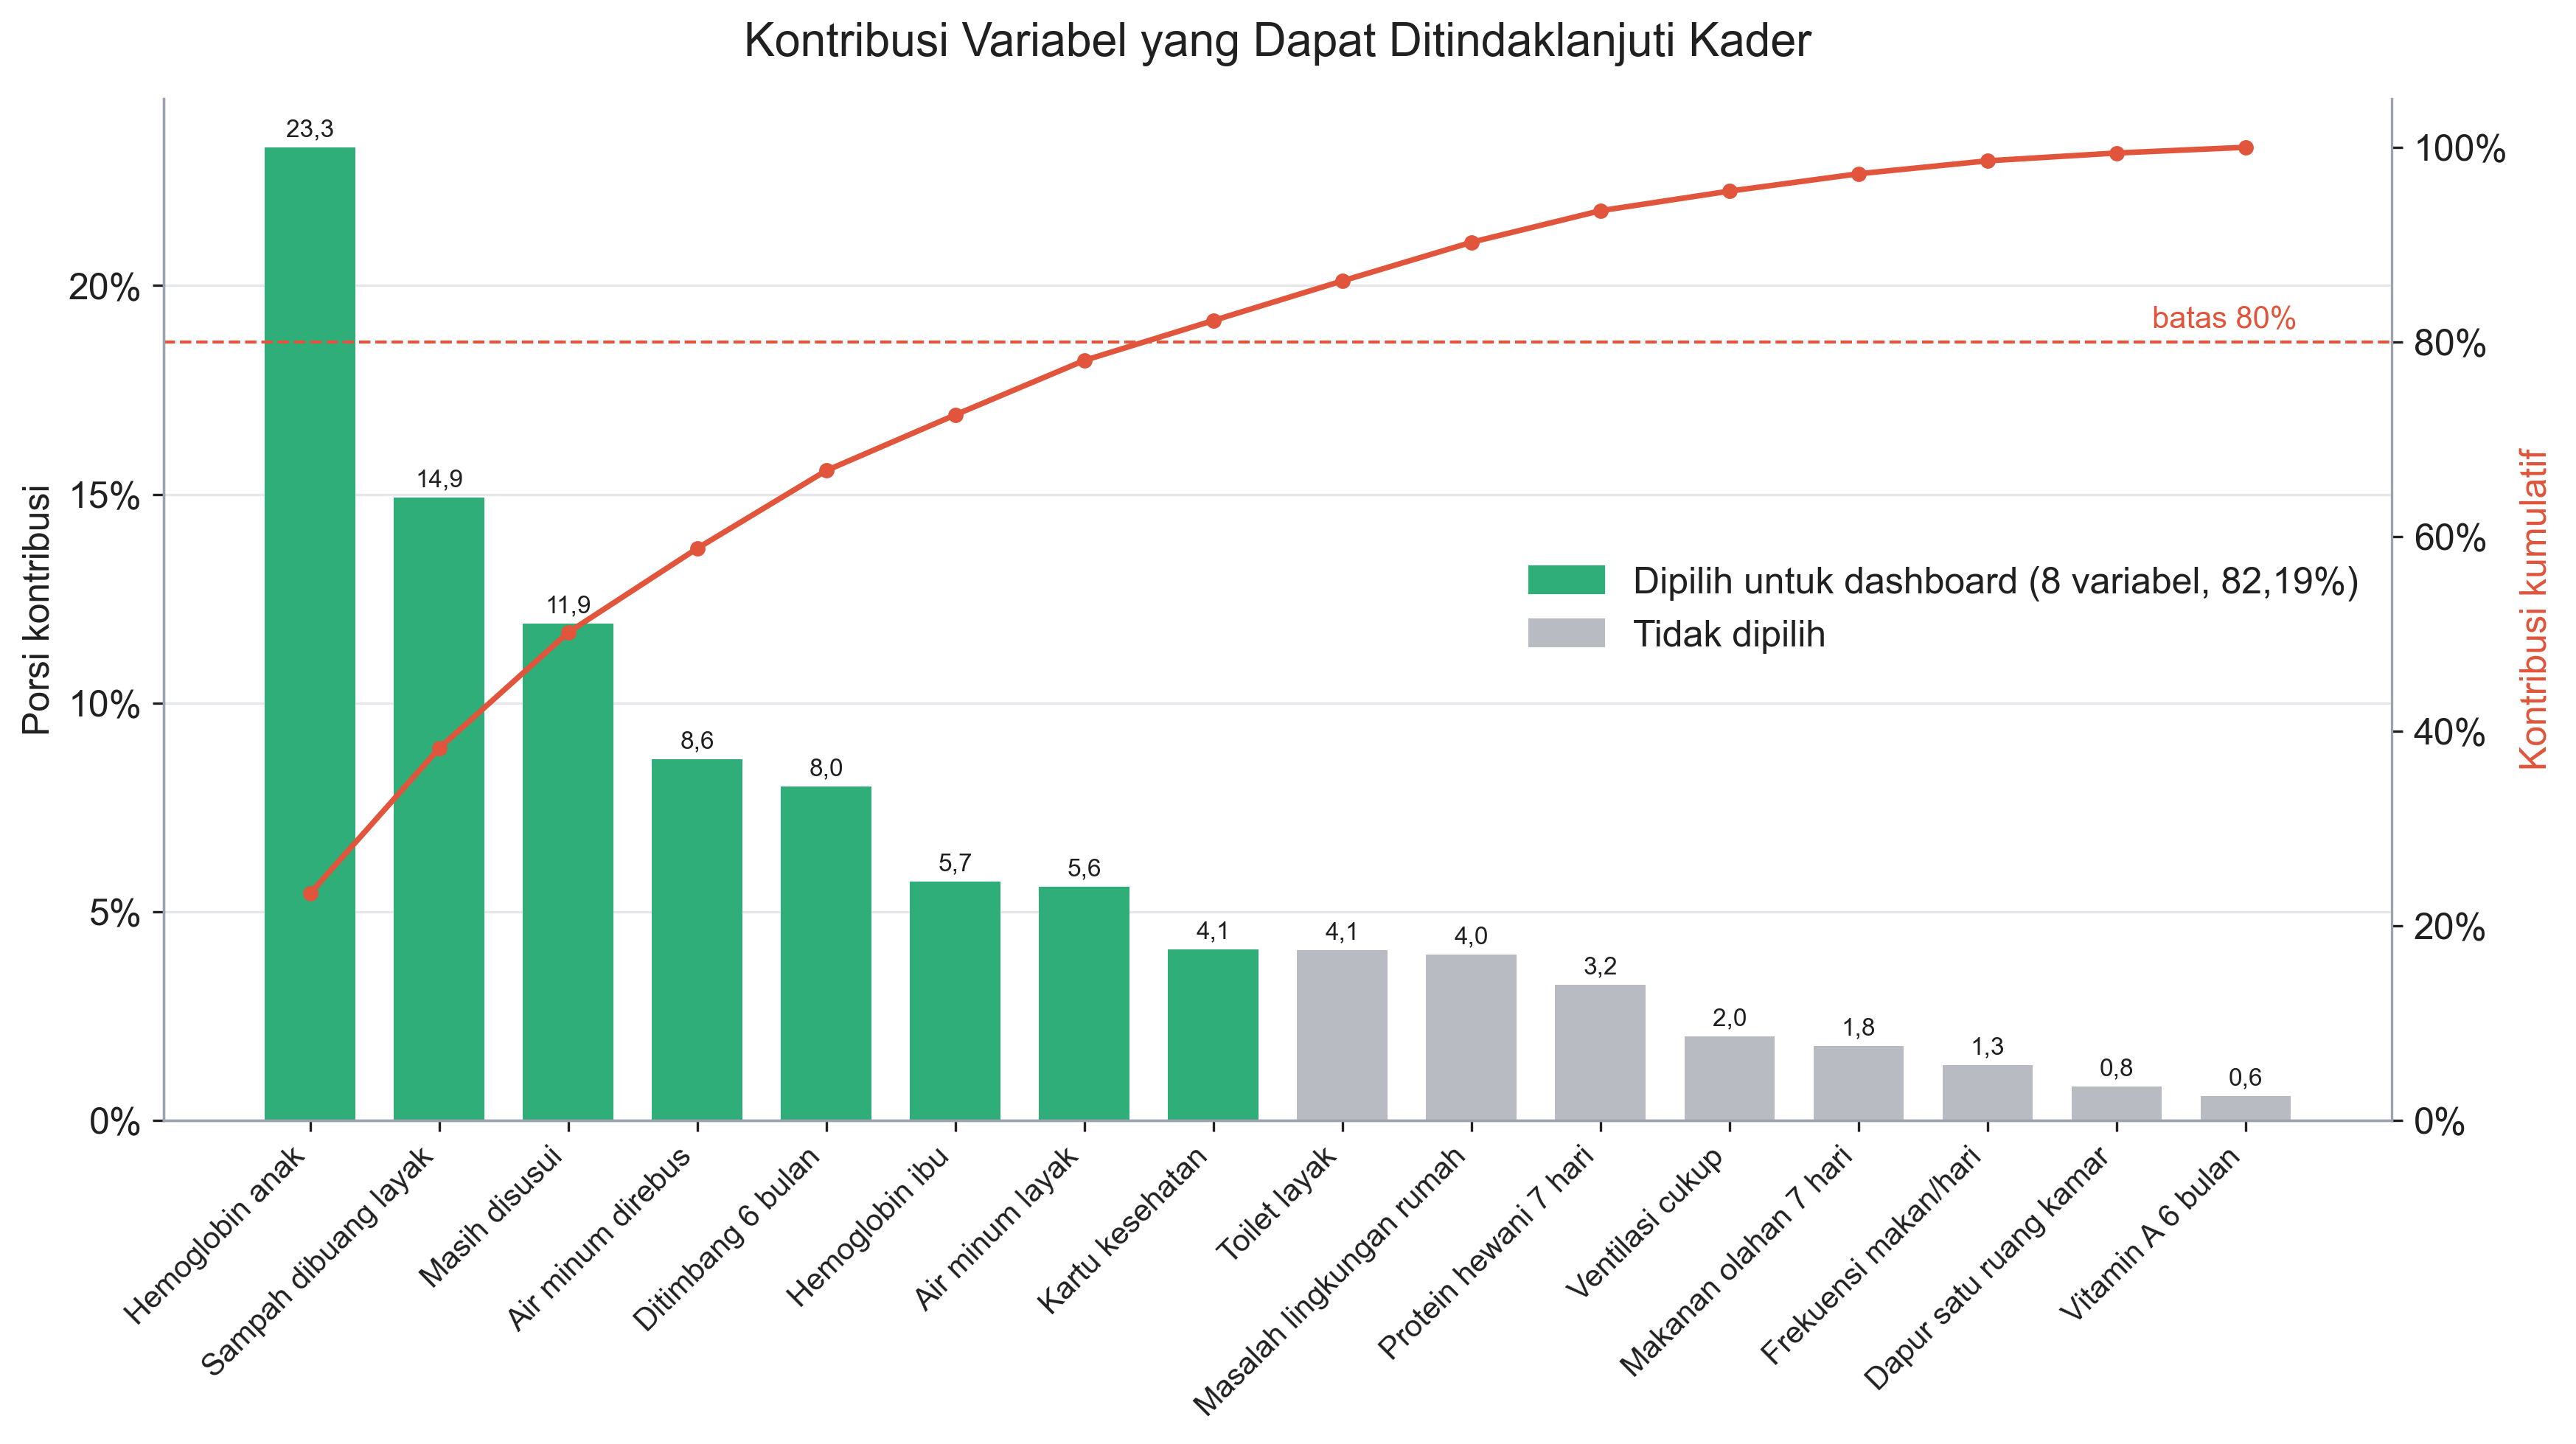 Kontribusi Variabel yang Dapat Ditindaklanjuti Kader
Porsi kontribusi
20%
15%
10%
5%
0%
23,3
14,9
11,9
8,6
8,0
5,7
5,6
4,1
4,1
4,0
3,2
2,0
1,8
1,3
0,8
0,6
batas 80%
Dipilih untuk dashboard (8 variabel, 82,19%)
Tidak dipilih
100%
80%
60%
40%
20%
0%
Kontribusi kumulatif
Hemoglobin anak
Sampah dibuang layak
Masih disusui
Air minum direbus
Ditimbang 6 bulan
Hemoglobin ibu
Air minum layak
Kartu kesehatan
Toilet layak
Masalah lingkungan rumah
Protein hewani 7 hari
Ventilasi cukup
Makanan olahan 7 hari
Frekuensi makan/hari
Dapur satu ruang kamar
Vitamin A 6 bulan